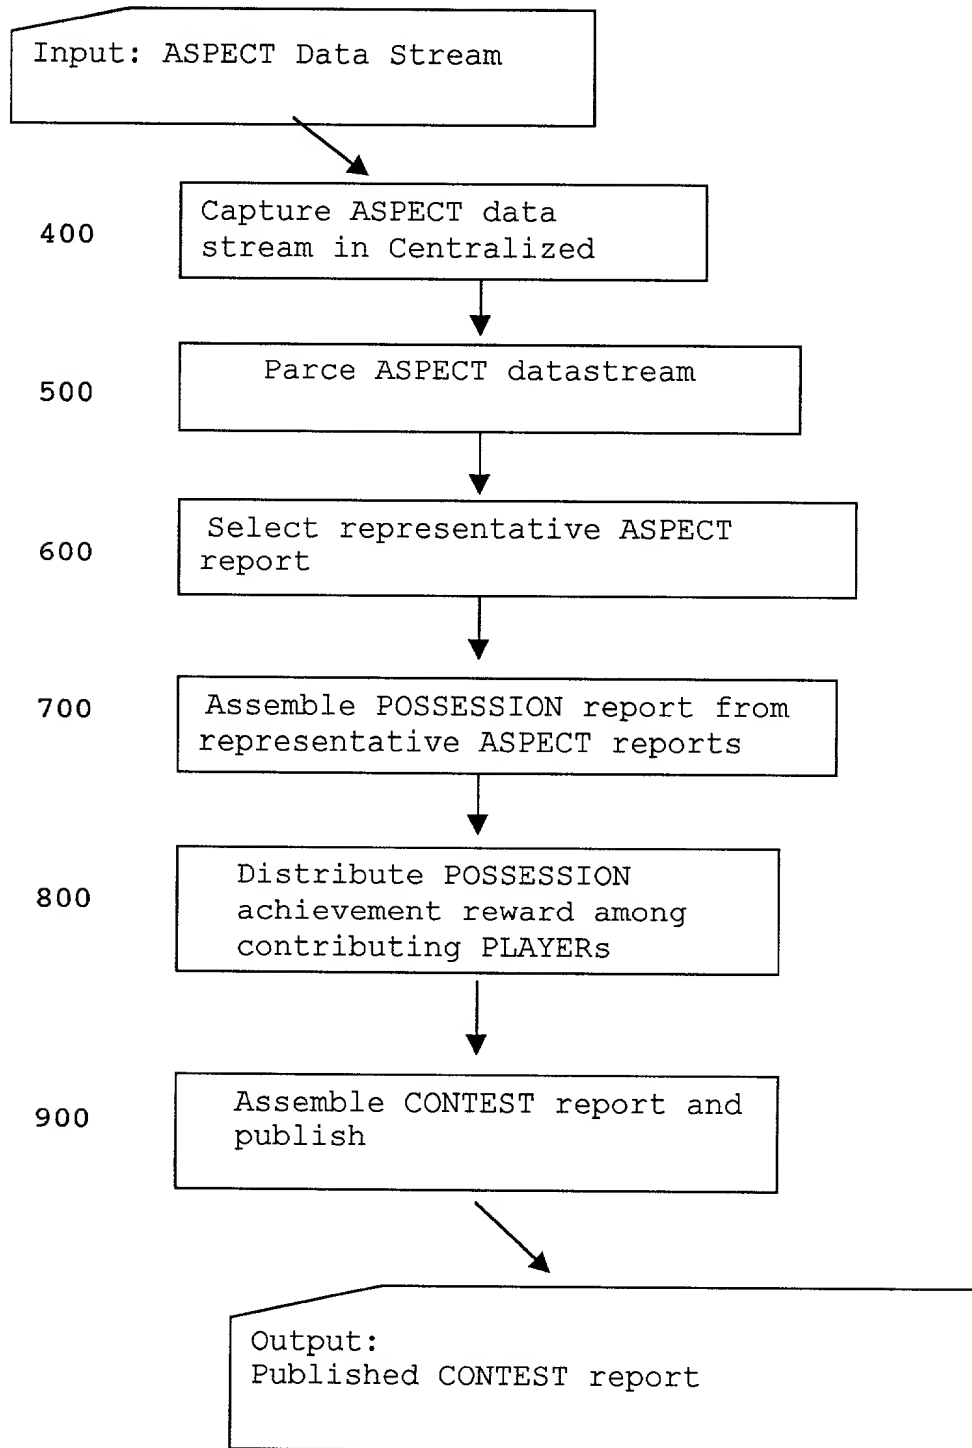 Input: ASPECT Data Stream
400
Capture ASPECT data
stream in Centralized
500
Parce ASPECT datastream
600
Select representative ASPECT
report
700
Assemble POSSESSION report from
representative ASPECT reports
800
Distribute POSSESSION
achievement reward among
contributing PLAYERs
900
Assemble CONTEST report and
publish
Output:
Published CONTEST report